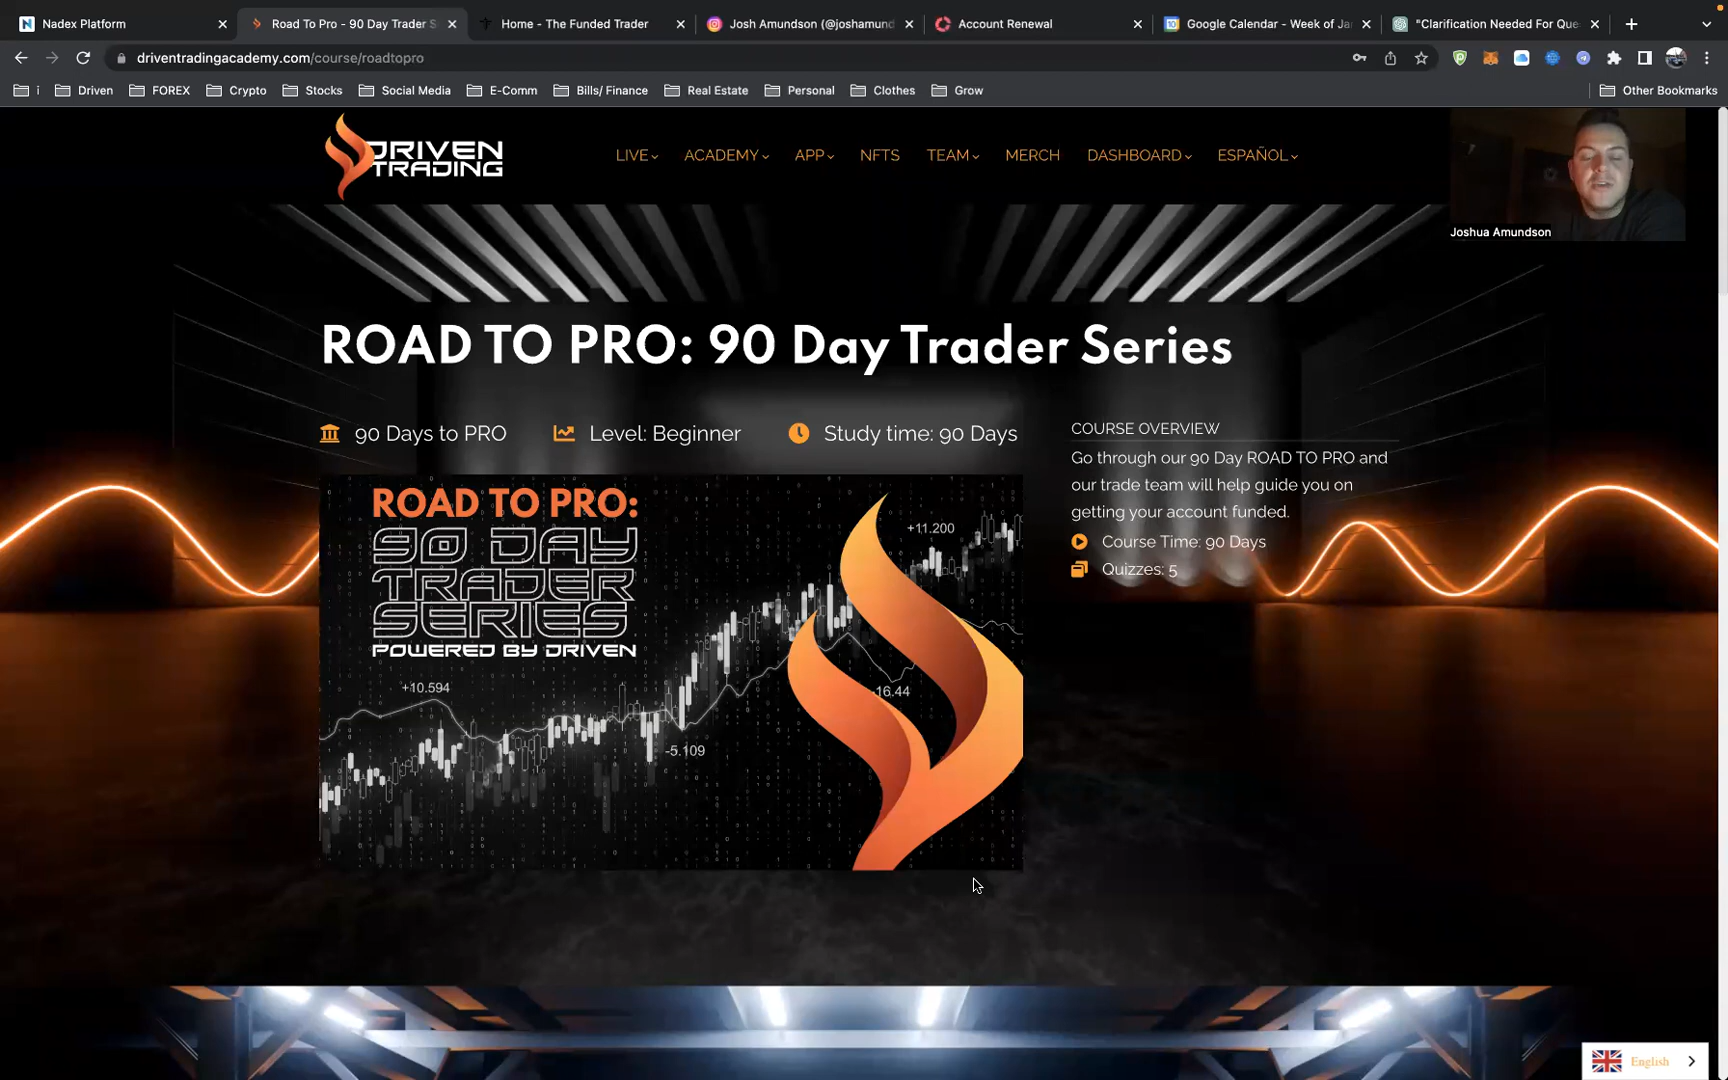 Nadex Platform
Road To Pro - 90 Day Trader S
Home - The Funded Trader
Josh Amundson (@joshamund
Account Renewal
Google Calendar - Week of Ja
"Clarification Needed For Que
driventradingacademy.com/course/roadtopro
i
Driven
FOREX
Crypto
Stocks
Social Media
E-Comm
Bills/ Finance
Real Estate
Personal
Clothes
Grow
Other Bookmarks
DRIVEN
TRADING
LIVE
ACADEMY
APP
NFTS
TEAM
MERCH
DASHBOARD
ESPAÑOL
Joshua Amundson
ROAD TO PRO: 90 Day Trader Series
90 Days to PRO
Level: Beginner
Study time: 90 Days
COURSE OVERVIEW
Go through our 90 Day ROAD TO PRO and
our trade team will help guide you on
getting your account funded.
Course Time: 90 Days
Quizzes: 5
ROAD TO PRO:
90 DAY
TRADER
SERIES
POWERED BY DRIVEN
+11.200
+10.594
-16.44
-5.109
English